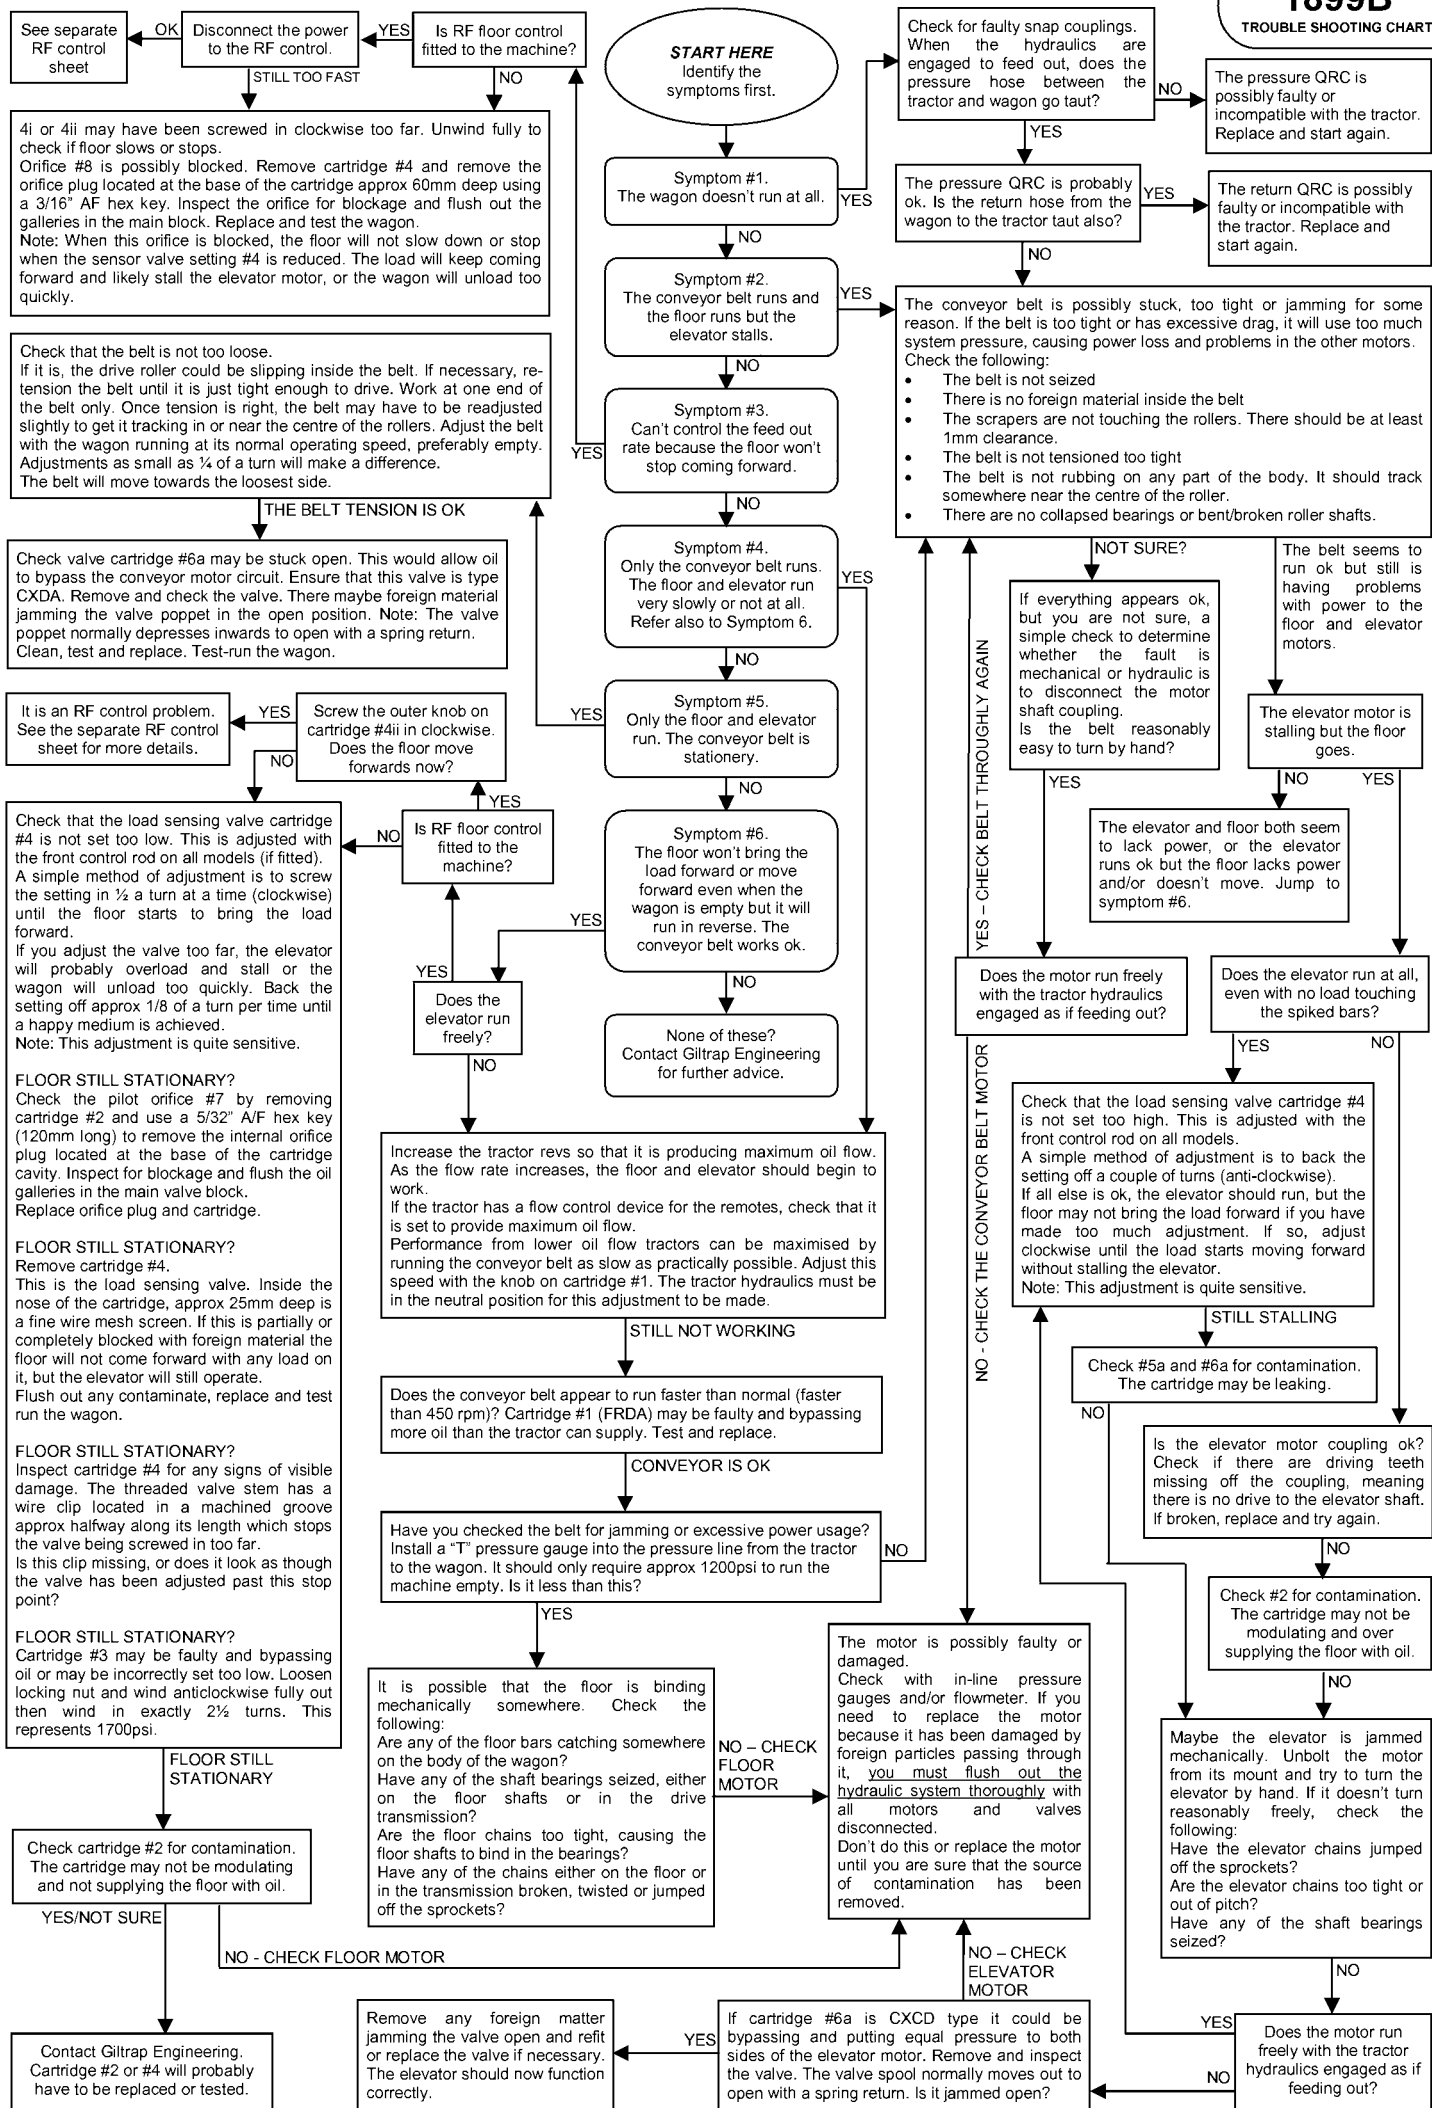 1899B
TROUBLE SHOOTING CHART
See separate
RF control
sheet
OK
Disconnect the power
to the RF control.
YES
Is RF floor control
fitted to the machine?
STILL TOO FAST
NO
START HERE
Identify the
symptoms first.
Check for faulty snap couplings.
When the hydraulics are
engaged to feed out, does the
pressure hose between the
tractor and wagon go taut?
NO
The pressure QRC is
possibly faulty or
incompatible with the tractor.
Replace and start again.
YES
4i or 4ii may have been screwed in clockwise too far. Unwind fully to
check if floor slows or stops.
Orifice #8 is possibly blocked. Remove cartridge #4 and remove the
orifice plug located at the base of the cartridge approx 60mm deep using
a 3/16" AF hex key. Inspect the orifice for blockage and flush out the
galleries in the main block. Replace and test the wagon.
Note: When this orifice is blocked, the floor will not slow down or stop
when the sensor valve setting #4 is reduced. The load will keep coming
forward and likely stall the elevator motor, or the wagon will unload too
quickly.
Symptom #1.
The wagon doesn't run at all.
YES
NO
The pressure QRC is probably
ok. Is the return hose from the
wagon to the tractor taut also?
YES
The return QRC is possibly
faulty or incompatible with
the tractor. Replace and
start again.
NO
Symptom #2.
The conveyor belt runs and
the floor runs but the
elevator stalls.
YES
NO
The conveyor belt is possibly stuck, too tight or jamming for some
reason. If the belt is too tight or has excessive drag, it will use too much
system pressure, causing power loss and problems in the other motors.
Check the following:
• The belt is not seized
• There is no foreign material inside the belt
• The scrapers are not touching the rollers. There should be at least
1mm clearance.
• The belt is not tensioned too tight
• The belt is not rubbing on any part of the body. It should track
somewhere near the centre of the roller.
• There are no collapsed bearings or bent/broken roller shafts.
Check that the belt is not too loose.
If it is, the drive roller could be slipping inside the belt. If necessary, re-
tension the belt until it is just tight enough to drive. Work at one end of
the belt only. Once tension is right, the belt may have to be readjusted
slightly to get it tracking in or near the centre of the rollers. Adjust the belt
with the wagon running at its normal operating speed, preferably empty.
Adjustments as small as ¼ of a turn will make a difference.
The belt will move towards the loosest side.
THE BELT TENSION IS OK
Symptom #3.
Can't control the feed out
rate because the floor won't
stop coming forward.
YES
NO
Check valve cartridge #6a may be stuck open. This would allow oil
to bypass the conveyor motor circuit. Ensure that this valve is type
CXDA. Remove and check the valve. There maybe foreign material
jamming the valve poppet in the open position. Note: The valve
poppet normally depresses inwards to open with a spring return.
Clean, test and replace. Test-run the wagon.
Symptom #4.
Only the conveyor belt runs.
The floor and elevator run
very slowly or not at all.
Refer also to Symptom 6.
YES
NO
NOT SURE?
If everything appears ok,
but you are not sure, a
simple check to determine
whether the fault is
mechanical or hydraulic is
to disconnect the motor
shaft coupling.
Is the belt reasonably
easy to turn by hand?
YES
The belt seems to
run ok but still is
having problems
with power to the
floor and elevator
motors.
YES – CHECK BELT THROUGHLY AGAIN
It is an RF control problem.
See the separate RF control
sheet for more details.
YES
Screw the outer knob on
cartridge #4ii in clockwise.
Does the floor move
forwards now?
NO
YES
Symptom #5.
Only the floor and elevator
run. The conveyor belt is
stationery.
YES
NO
The elevator motor is
stalling but the floor
goes.
NO
YES
Is RF floor control
fitted to the
machine?
NO
YES
Symptom #6.
The floor won't bring the
load forward or move
forward even when the
wagon is empty but it will
run in reverse. The
conveyor belt works ok.
YES
NO
The elevator and floor both seem
to lack power, or the elevator
runs ok but the floor lacks power
and/or doesn't move. Jump to
symptom #6.
Does the
elevator run
freely?
NO
None of these?
Contact Giltrap Engineering
for further advice.
Does the motor run freely
with the tractor hydraulics
engaged as if feeding out?
NO - CHECK THE CONVEYOR BELT MOTOR
Does the elevator run at all,
even with no load touching
the spiked bars?
YES
NO
Check that the load sensing valve cartridge
#4 is not set too low. This is adjusted with
the front control rod on all models (if fitted).
A simple method of adjustment is to screw
the setting in ½ a turn at a time (clockwise)
until the floor starts to bring the load
forward.
If you adjust the valve too far, the elevator
will probably overload and stall or the
wagon will unload too quickly. Back the
setting off approx 1/8 of a turn per time until
a happy medium is achieved.
Note: This adjustment is quite sensitive.
FLOOR STILL STATIONARY?
Check the pilot orifice #7 by removing
cartridge #2 and use a 5/32" A/F hex key
(120mm long) to remove the internal orifice
plug located at the base of the cartridge
cavity. Inspect for blockage and flush the oil
galleries in the main valve block.
Replace orifice plug and cartridge.
FLOOR STILL STATIONARY?
Remove cartridge #4.
This is the load sensing valve. Inside the
nose of the cartridge, approx 25mm deep is
a fine wire mesh screen. If this is partially or
completely blocked with foreign material the
floor will not come forward with any load on
it, but the elevator will still operate.
Flush out any contaminate, replace and test
run the wagon.
FLOOR STILL STATIONARY?
Inspect cartridge #4 for any signs of visible
damage. The threaded valve stem has a
wire clip located in a machined groove
approx halfway along its length which stops
the valve being screwed in too far.
Is this clip missing, or does it look as though
the valve has been adjusted past this stop
point?
FLOOR STILL STATIONARY?
Cartridge #3 may be faulty and bypassing
oil or may be incorrectly set too low. Loosen
locking nut and wind anticlockwise fully out
then wind in exactly 2½ turns. This
represents 1700psi.
FLOOR STILL
STATIONARY
Increase the tractor revs so that it is producing maximum oil flow.
As the flow rate increases, the floor and elevator should begin to
work.
If the tractor has a flow control device for the remotes, check that it
is set to provide maximum oil flow.
Performance from lower oil flow tractors can be maximised by
running the conveyor belt as slow as practically possible. Adjust this
speed with the knob on cartridge #1. The tractor hydraulics must be
in the neutral position for this adjustment to be made.
STILL NOT WORKING
Does the conveyor belt appear to run faster than normal (faster
than 450 rpm)? Cartridge #1 (FRDA) may be faulty and bypassing
more oil than the tractor can supply. Test and replace.
CONVEYOR IS OK
Have you checked the belt for jamming or excessive power usage?
Install a "T" pressure gauge into the pressure line from the tractor
to the wagon. It should only require approx 1200psi to run the
machine empty. Is it less than this?
NO
YES
Check that the load sensing valve cartridge #4
is not set too high. This is adjusted with the
front control rod on all models.
A simple method of adjustment is to back the
setting off a couple of turns (anti-clockwise).
If all else is ok, the elevator should run, but the
floor may not bring the load forward if you have
made too much adjustment. If so, adjust
clockwise until the load starts moving forward
without stalling the elevator.
Note: This adjustment is quite sensitive.
STILL STALLING
Check #5a and #6a for contamination.
The cartridge may be leaking.
NO
Is the elevator motor coupling ok?
Check if there are driving teeth
missing off the coupling, meaning
there is no drive to the elevator shaft.
If broken, replace and try again.
NO
Check #2 for contamination.
The cartridge may not be
modulating and over
supplying the floor with oil.
NO
It is possible that the floor is binding
mechanically somewhere. Check the
following:
Are any of the floor bars catching somewhere
on the body of the wagon?
Have any of the shaft bearings seized, either
on the floor shafts or in the drive
transmission?
Are the floor chains too tight, causing the
floor shafts to bind in the bearings?
Have any of the chains either on the floor or
in the transmission broken, twisted or jumped
off the sprockets?
NO – CHECK
FLOOR
MOTOR
The motor is possibly faulty or
damaged.
Check with in-line pressure
gauges and/or flowmeter. If you
need to replace the motor
because it has been damaged by
foreign particles passing through
it, you must flush out the
hydraulic system thoroughly with
all motors and valves
disconnected.
Don't do this or replace the motor
until you are sure that the source
of contamination has been
removed.
Maybe the elevator is jammed
mechanically. Unbolt the motor
from its mount and try to turn the
elevator by hand. If it doesn't turn
reasonably freely, check the
following:
Have the elevator chains jumped
off the sprockets?
Are the elevator chains too tight or
out of pitch?
Have any of the shaft bearings
seized?
NO
Check cartridge #2 for contamination.
The cartridge may not be modulating
and not supplying the floor with oil.
YES/NOT SURE
NO - CHECK FLOOR MOTOR
NO – CHECK
ELEVATOR
MOTOR
Contact Giltrap Engineering.
Cartridge #2 or #4 will probably
have to be replaced or tested.
Remove any foreign matter
jamming the valve open and refit
or replace the valve if necessary.
The elevator should now function
correctly.
YES
If cartridge #6a is CXCD type it could be
bypassing and putting equal pressure to both
sides of the elevator motor. Remove and inspect
the valve. The valve spool normally moves out to
open with a spring return. Is it jammed open?
YES
NO
Does the motor run
freely with the tractor
hydraulics engaged as if
feeding out?